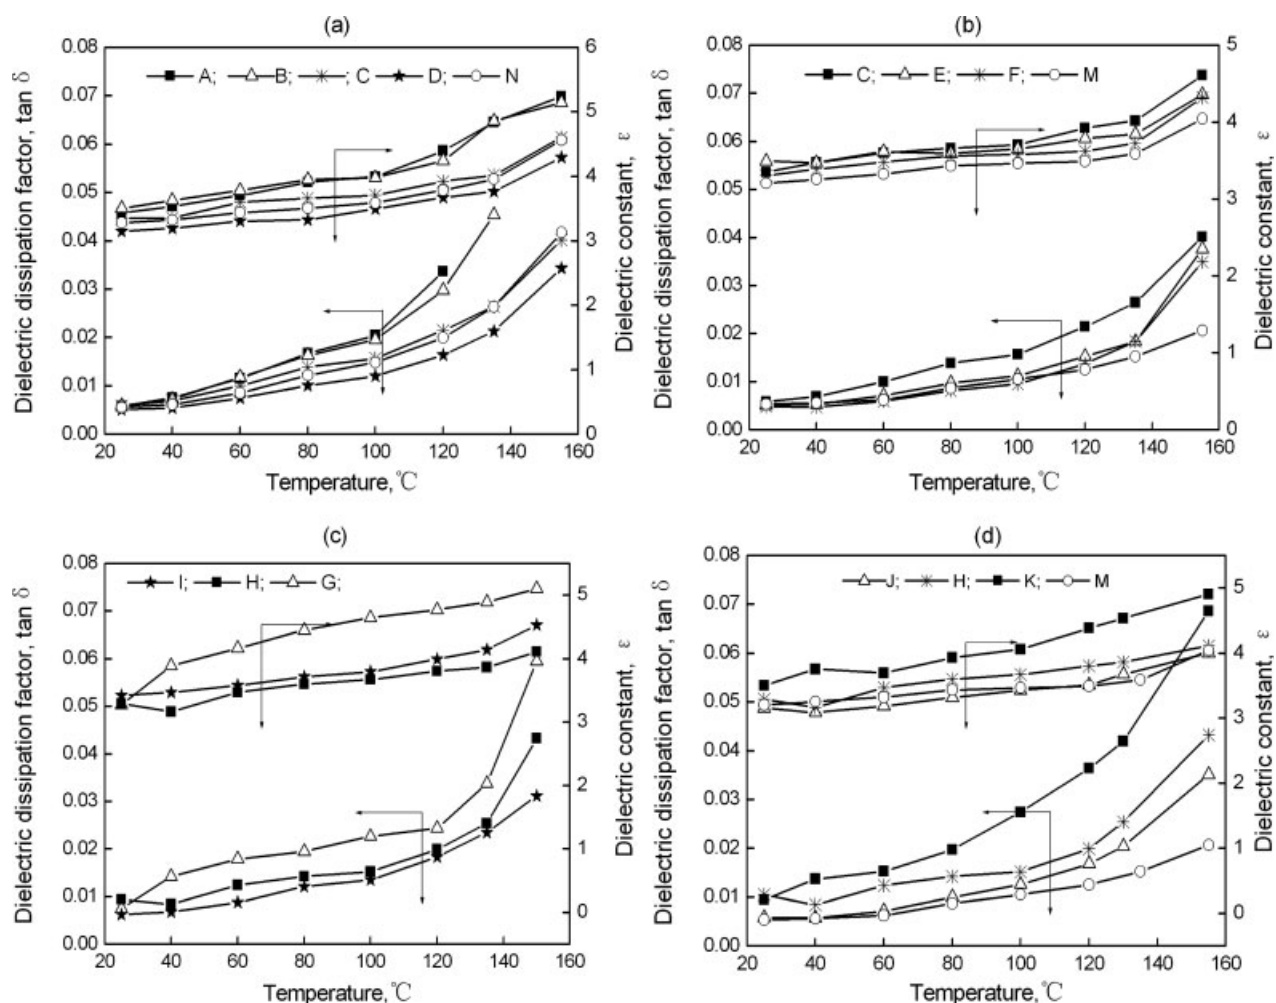 (a)
A; B; ; C D; N
0.08
0.07
0.06
0.05
0.04
0.03
0.02
0.01
0.00
Dielectric dissipation factor, tan δ
6
5
4
3
2
1
0
Dielectric constant, ε
20 40 60 80 100 120 140 160
Temperature,℃
(b)
C; E; F; M
0.08
0.07
0.06
0.05
0.04
0.03
0.02
0.01
0.00
Dielectric dissipation factor, tan δ
5
4
3
2
1
0
Dielectric constant, ε
20 40 60 80 100 120 140 160
Temperature,℃
(c)
I; H; G;
0.08
0.07
0.06
0.05
0.04
0.03
0.02
0.01
0.00
Dielectric dissipation factor, tan δ
5
4
3
2
1
0
Dielectric constant, ε
20 40 60 80 100 120 140 160
Temperature,℃
(d)
J; H; K; M
0.08
0.07
0.06
0.05
0.04
0.03
0.02
0.01
0.00
Dielectric dissipation factor, tan δ
5
4
3
2
1
0
Dielectric constant, ε
20 40 60 80 100 120 140 160
Temperature,℃